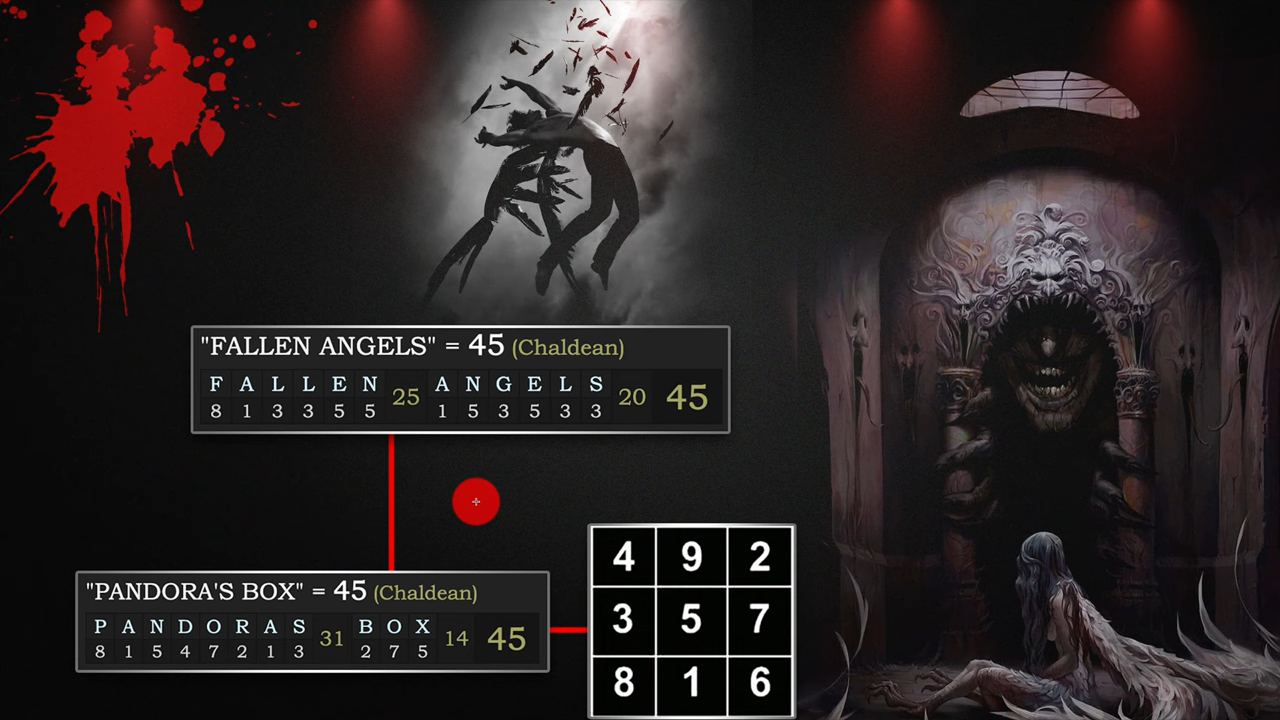 "FALLEN ANGELS" = 45 (Chaldean)
F A L L E N 25 A N G E L S 20 45
8 1 3 3 5 5 1 5 3 5 3 3
"PANDORA'S BOX" = 45 (Chaldean)
P A N D O R A S 31 B O X 14 45
8 1 5 4 7 2 1 3 2 7 5
4 9 2
3 5 7
8 1 6